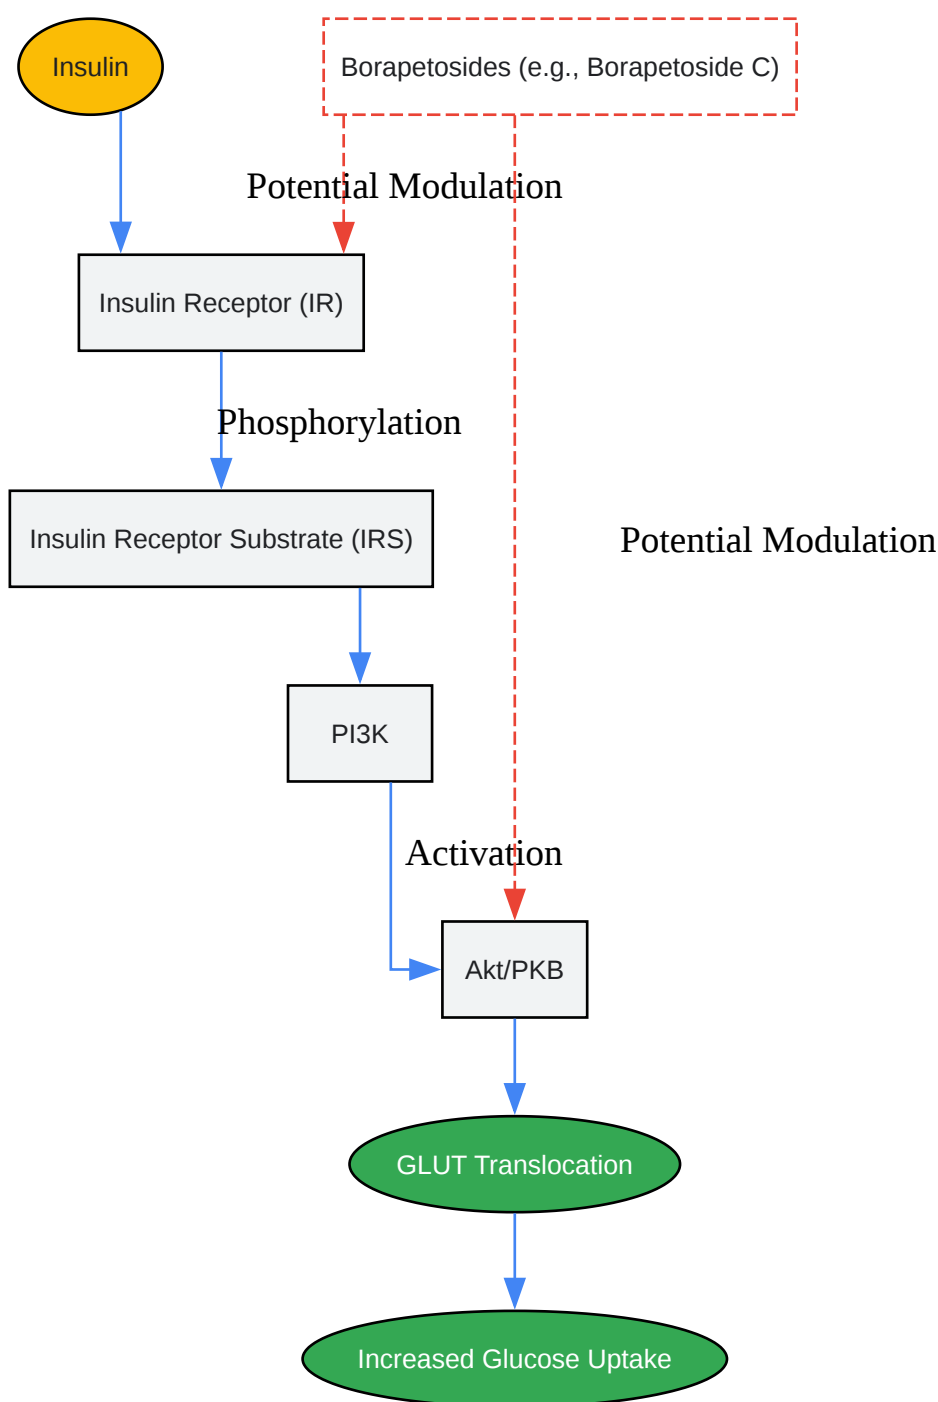 Insulin
Borapetosides (e.g., Borapetoside C)
Potential Modulation
Insulin Receptor (IR)
Phosphorylation
Insulin Receptor Substrate (IRS)
Potential Modulation
PI3K
Activation
Akt/PKB
GLUT Translocation
Increased Glucose Uptake